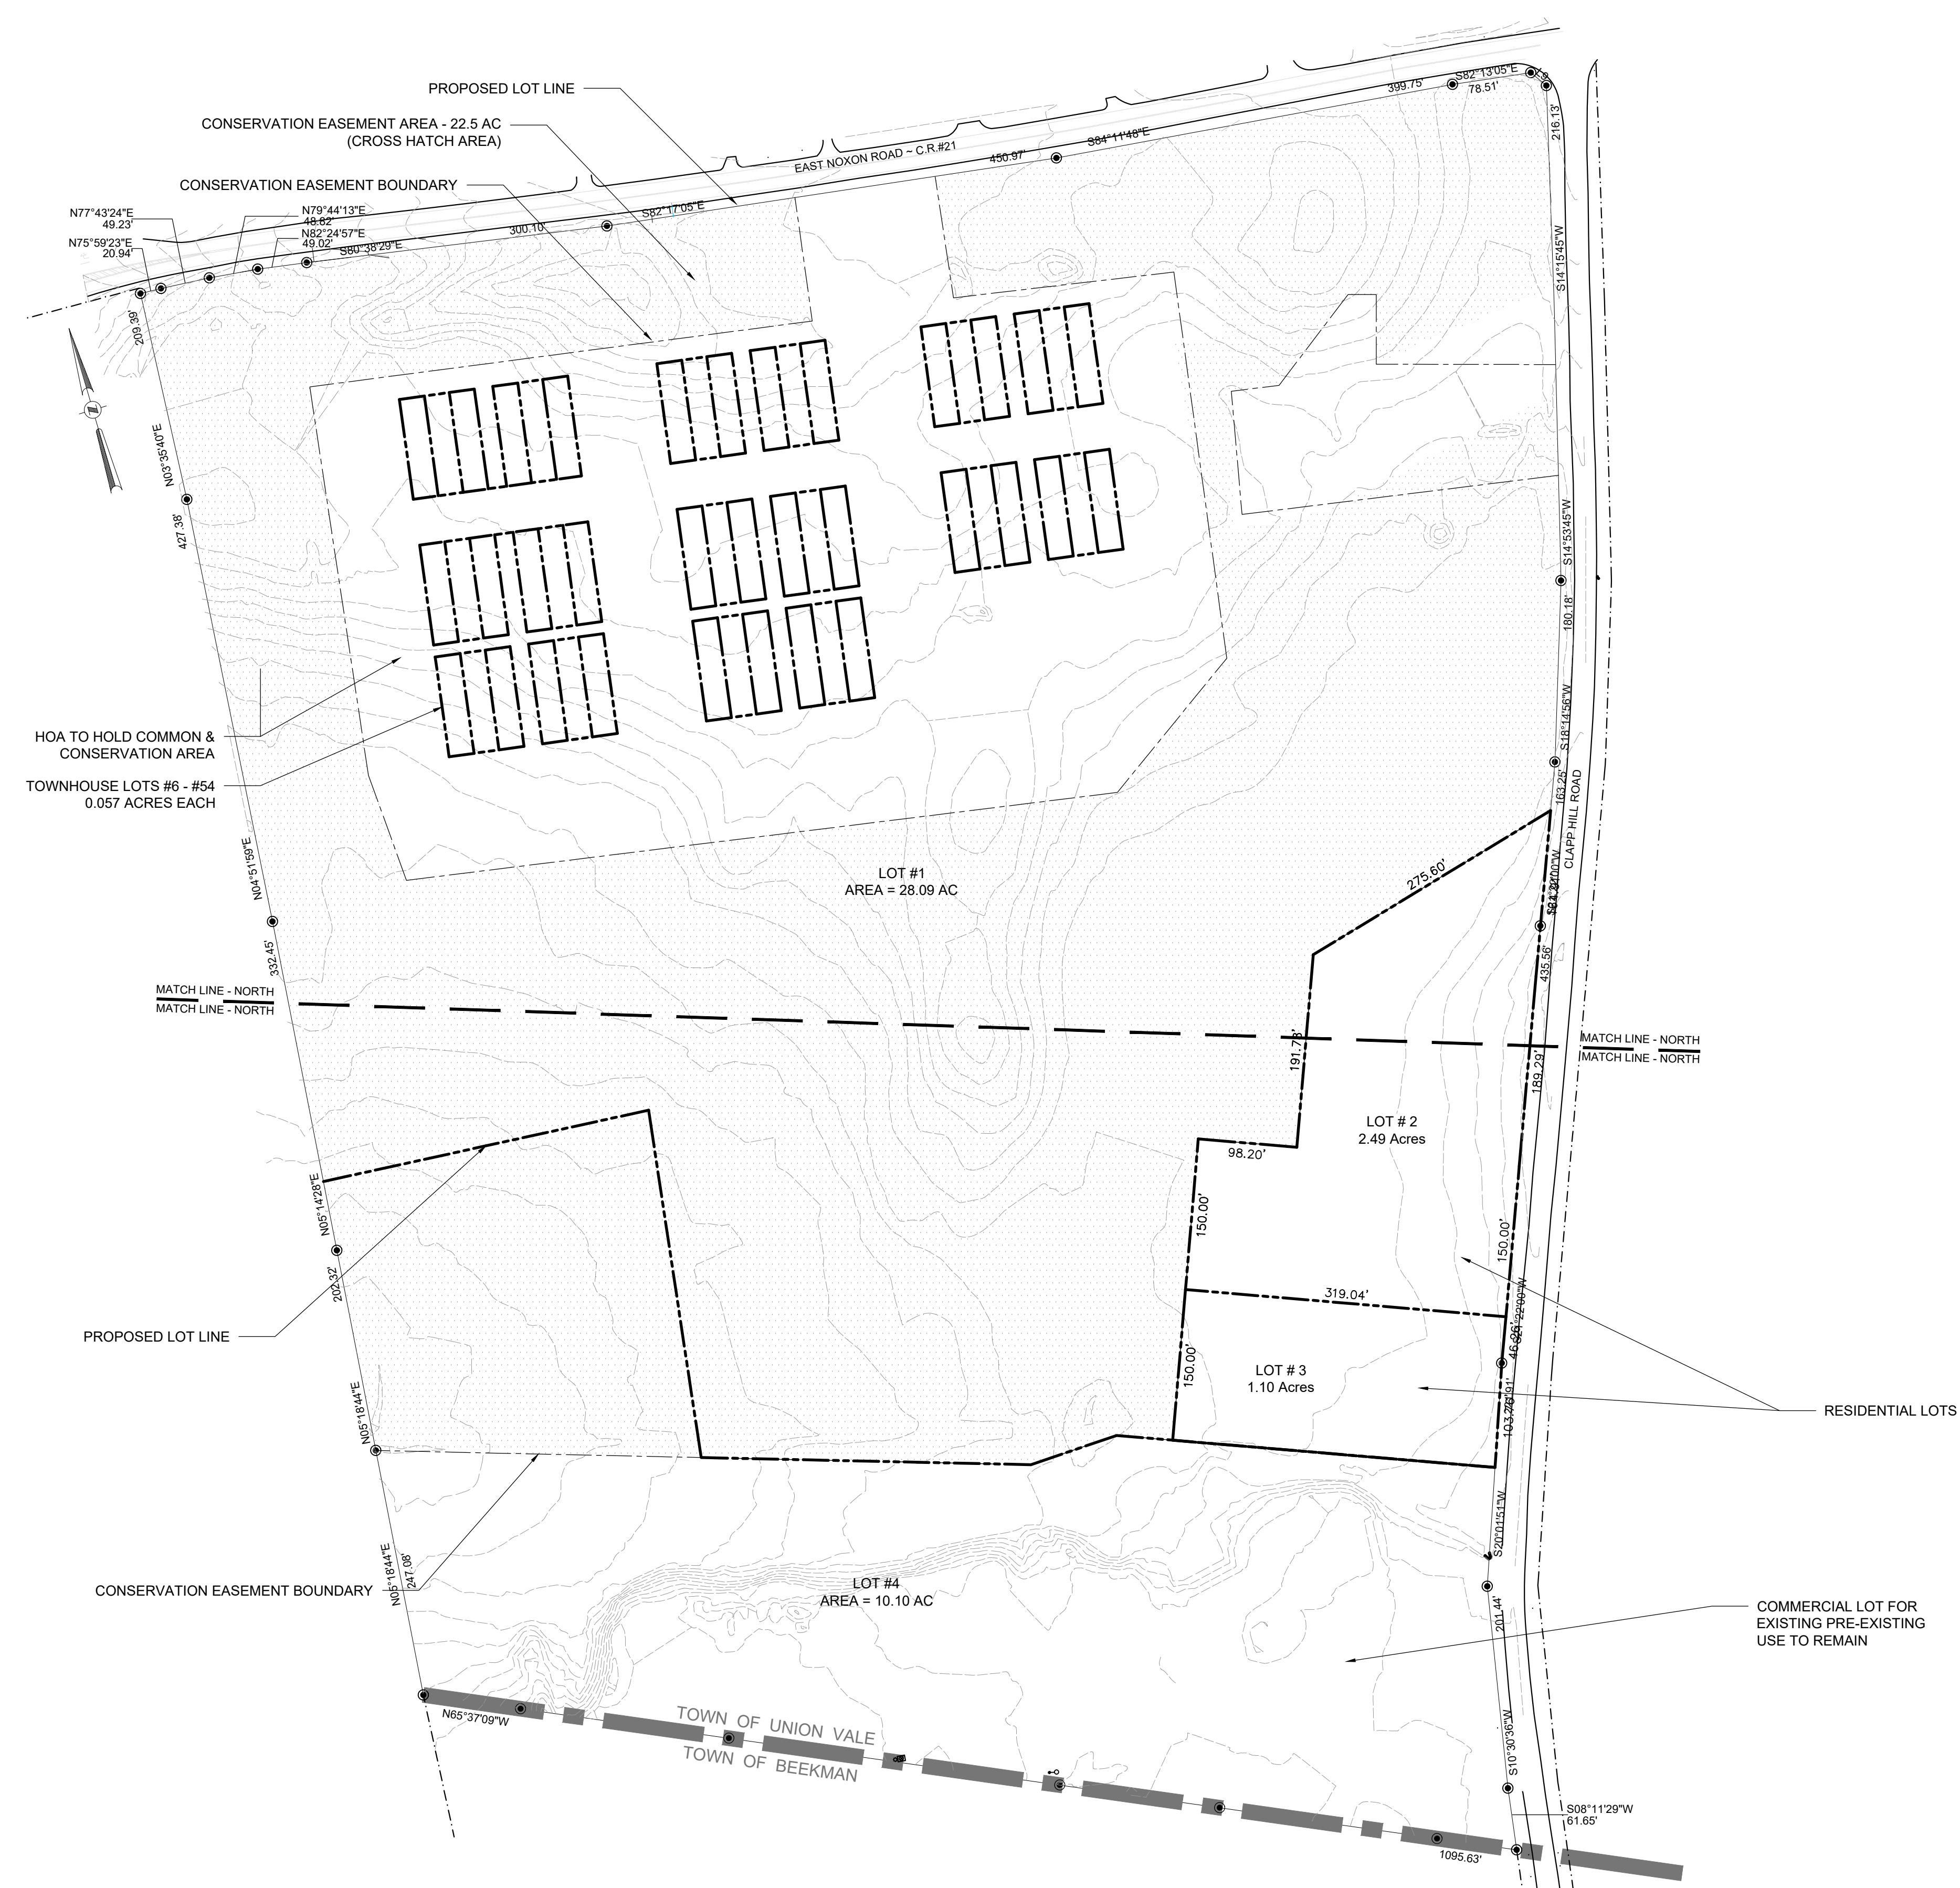 PROPOSED LOT LINE
CONSERVATION EASEMENT AREA - 22.5 AC
(CROSS HATCH AREA)
CONSERVATION EASEMENT BOUNDARY
N77°43'24"E
49.23'
N75°59'23"E
20.94'
N79°44'13"E
48.62'
N82°24'57"E
49.02'
S80°38'29"E
300.10'
S82°17'05"E
EAST NOXON ROAD ~ C.R.#21
450.97'
S84°11'48"E
399.75'
S82°13'05"E
78.51'
216.13'
S14°15'45"W
S14°53'45"W
180.18'
S18°14'56"W
163.25'
CLAPP HILL ROAD
209.39'
N03°35'40"E
427.38'
N04°51'59"E
332.45'
HOA TO HOLD COMMON &
CONSERVATION AREA
TOWNHOUSE LOTS #6 - #54
0.057 ACRES EACH
LOT #1
AREA = 28.09 AC
275.60'
435.56'
MATCH LINE - NORTH
MATCH LINE - NORTH
MATCH LINE - NORTH
MATCH LINE - NORTH
191.78'
189.29'
LOT # 2
2.49 Acres
98.20'
150.00'
150.00'
N05°14'28"E
202.32'
PROPOSED LOT LINE
319.04'
S21°22'00"W
46.26'
150.00'
LOT # 3
1.10 Acres
RESIDENTIAL LOTS
N05°18'44"E
S20°01'51"W
CONSERVATION EASEMENT BOUNDARY
N05°18'44"E
247.08'
LOT #4
AREA = 10.10 AC
201.44'
COMMERCIAL LOT FOR
EXISTING PRE-EXISTING
USE TO REMAIN
N65°37'09"W
TOWN OF UNION VALE
TOWN OF BEEKMAN
S10°30'36"W
S08°11'29"W
61.65'
1095.63'